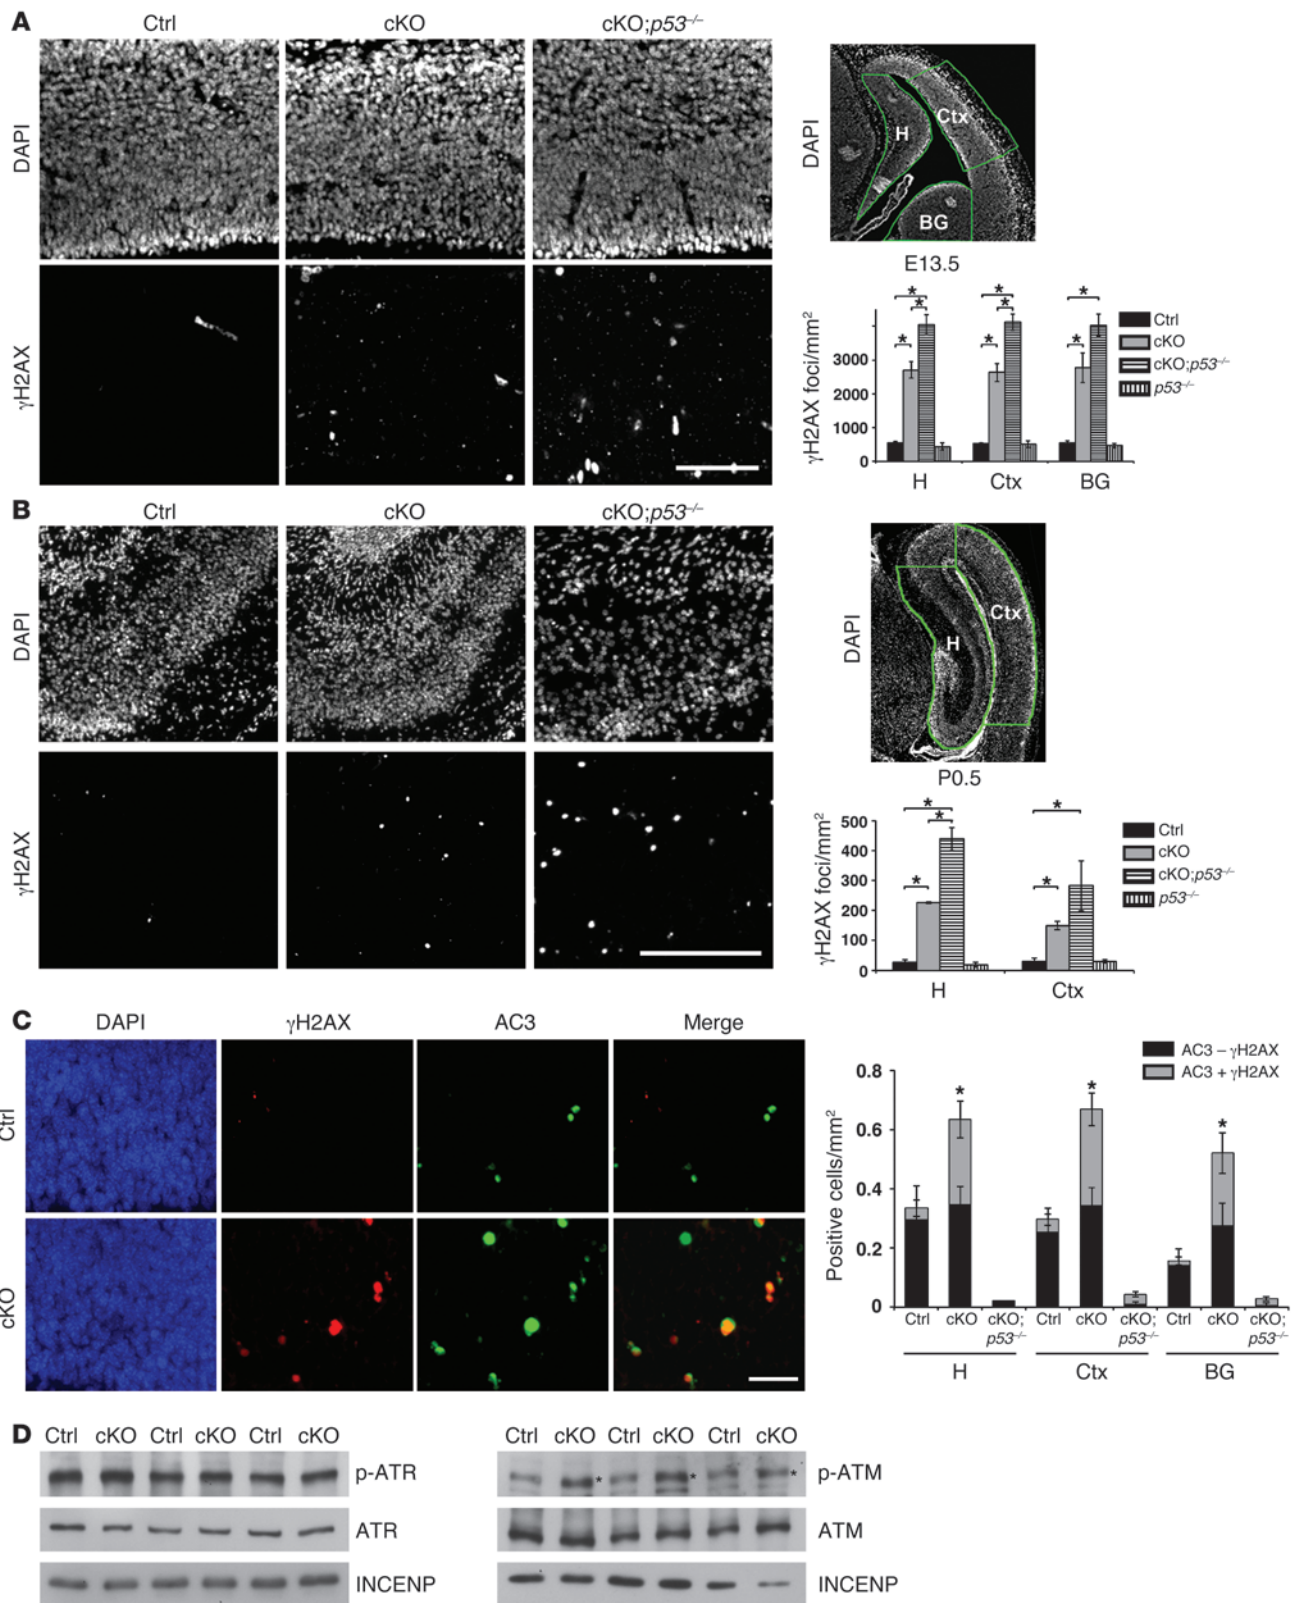 A
Ctrl
cKO
cKO;p53–/–
DAPI
γH2AX
DAPI
H
Ctx
BG
E13.5
γH2AX foci/mm²
3000
2000
1000
0
* * * * * * * *
H
Ctx
BG
Ctrl
cKO
cKO;p53–/–
p53–/–
B
Ctrl
cKO
cKO;p53–/–
DAPI
γH2AX
DAPI
H
Ctx
P0.5
γH2AX foci/mm²
500
400
300
200
100
0
* * * * *
H
Ctx
Ctrl
cKO
cKO;p53–/–
p53–/–
C
DAPI
γH2AX
AC3
Merge
Ctrl
cKO
AC3 – γH2AX
AC3 + γH2AX
Positive cells/mm²
0.8
0.6
0.4
0.2
0
* * *
Ctrl cKO cKO; p53–/–
Ctrl cKO cKO; p53–/–
Ctrl cKO cKO; p53–/–
H
Ctx
BG
D
Ctrl cKO Ctrl cKO Ctrl cKO
p-ATR
ATR
INCENP
Ctrl cKO Ctrl cKO Ctrl cKO
* * *
p-ATM
ATM
INCENP